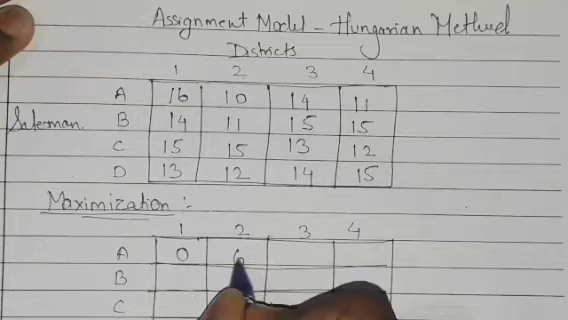 Assignment Model - Hungarian Method
Districts
1 2 3 4
A 16 10 14 11
Salesman. B 14 11 15 15
C 15 15 13 12
D 13 12 14 15
Maximization :-
1 2 3 4
A 0 6
B
C